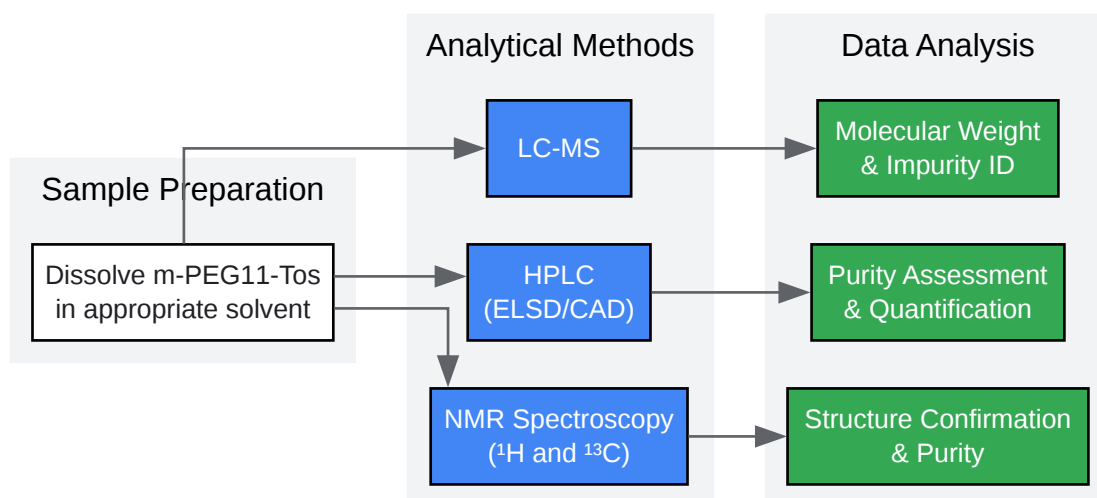 Sample Preparation
Dissolve m-PEG11-Tos
in appropriate solvent
Analytical Methods
LC-MS
HPLC
(ELSD/CAD)
NMR Spectroscopy
(¹H and ¹³C)
Data Analysis
Molecular Weight
& Impurity ID
Purity Assessment
& Quantification
Structure Confirmation
& Purity